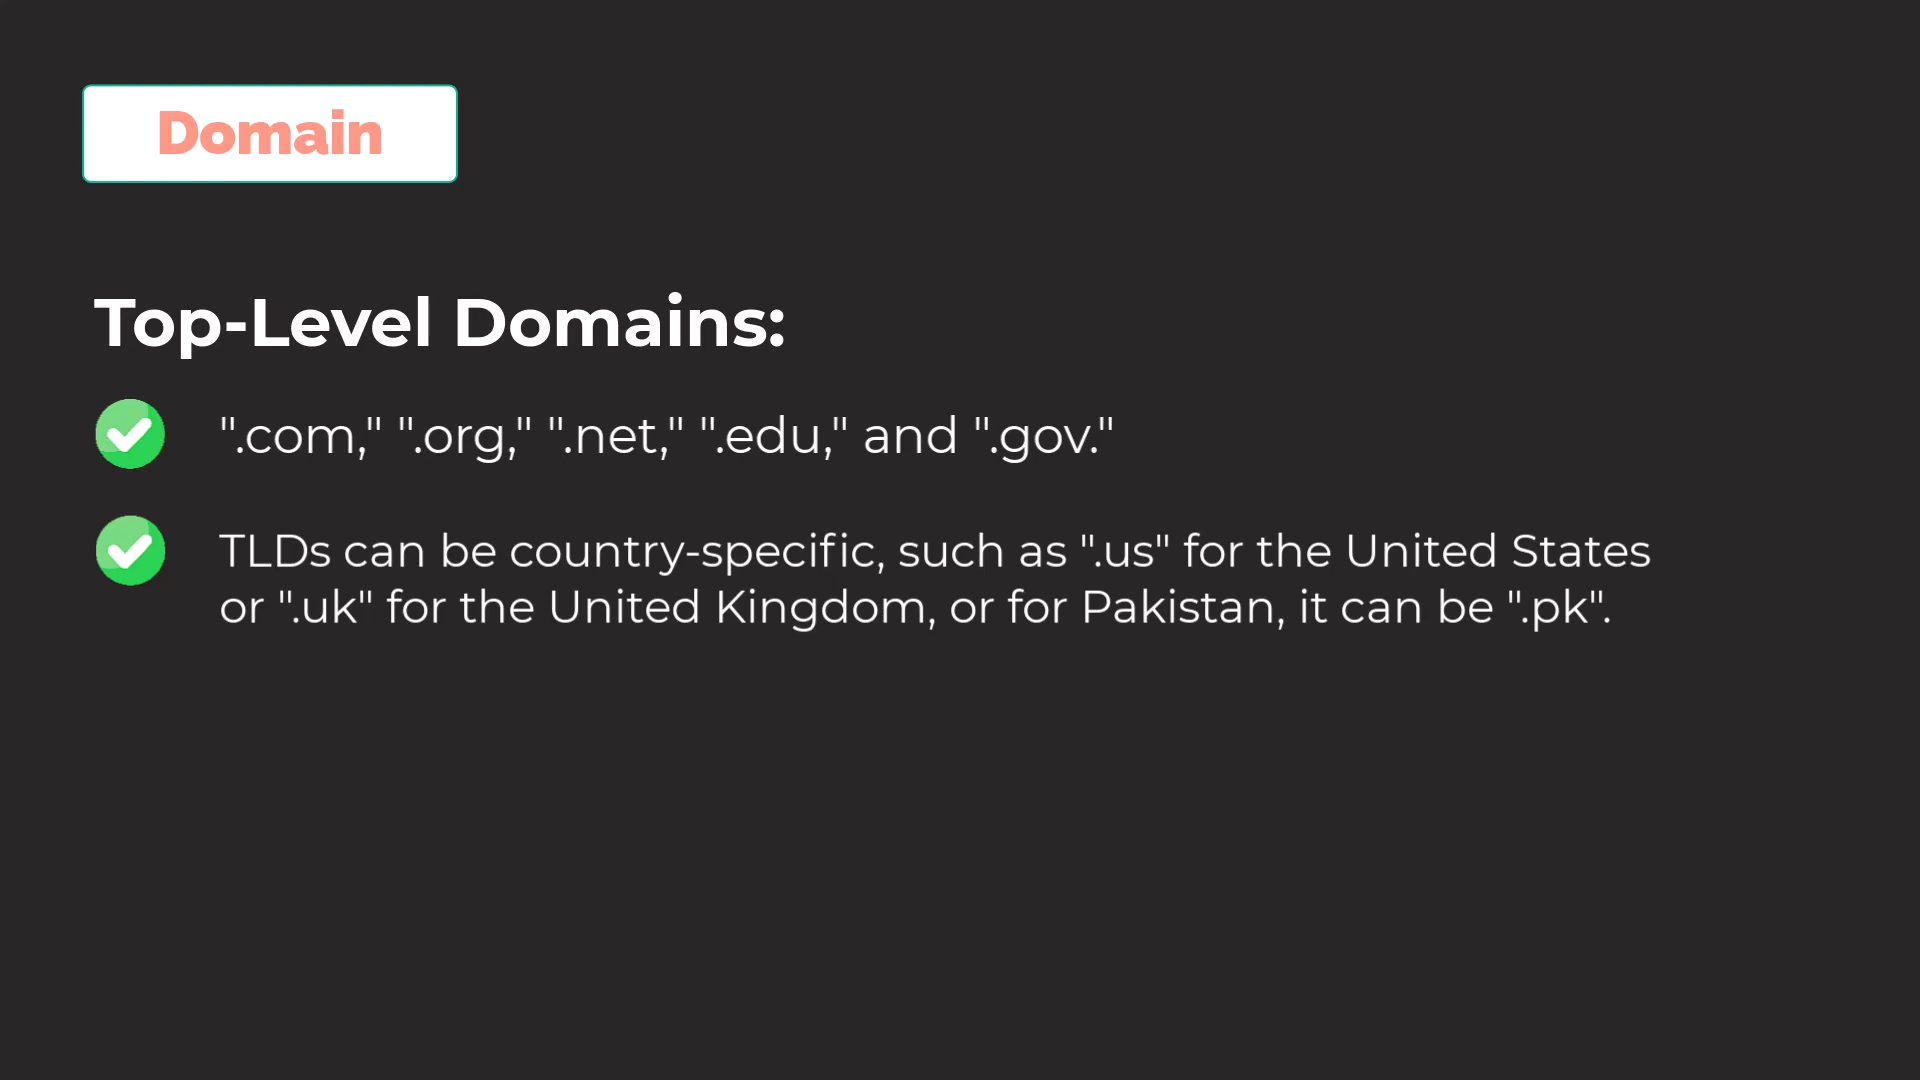 Domain
Top-Level Domains:
".com," ".org," ".net," ".edu," and ".gov."
TLDs can be country-specific, such as ".us" for the United States
or ".uk" for the United Kingdom, or for Pakistan, it can be ".pk".